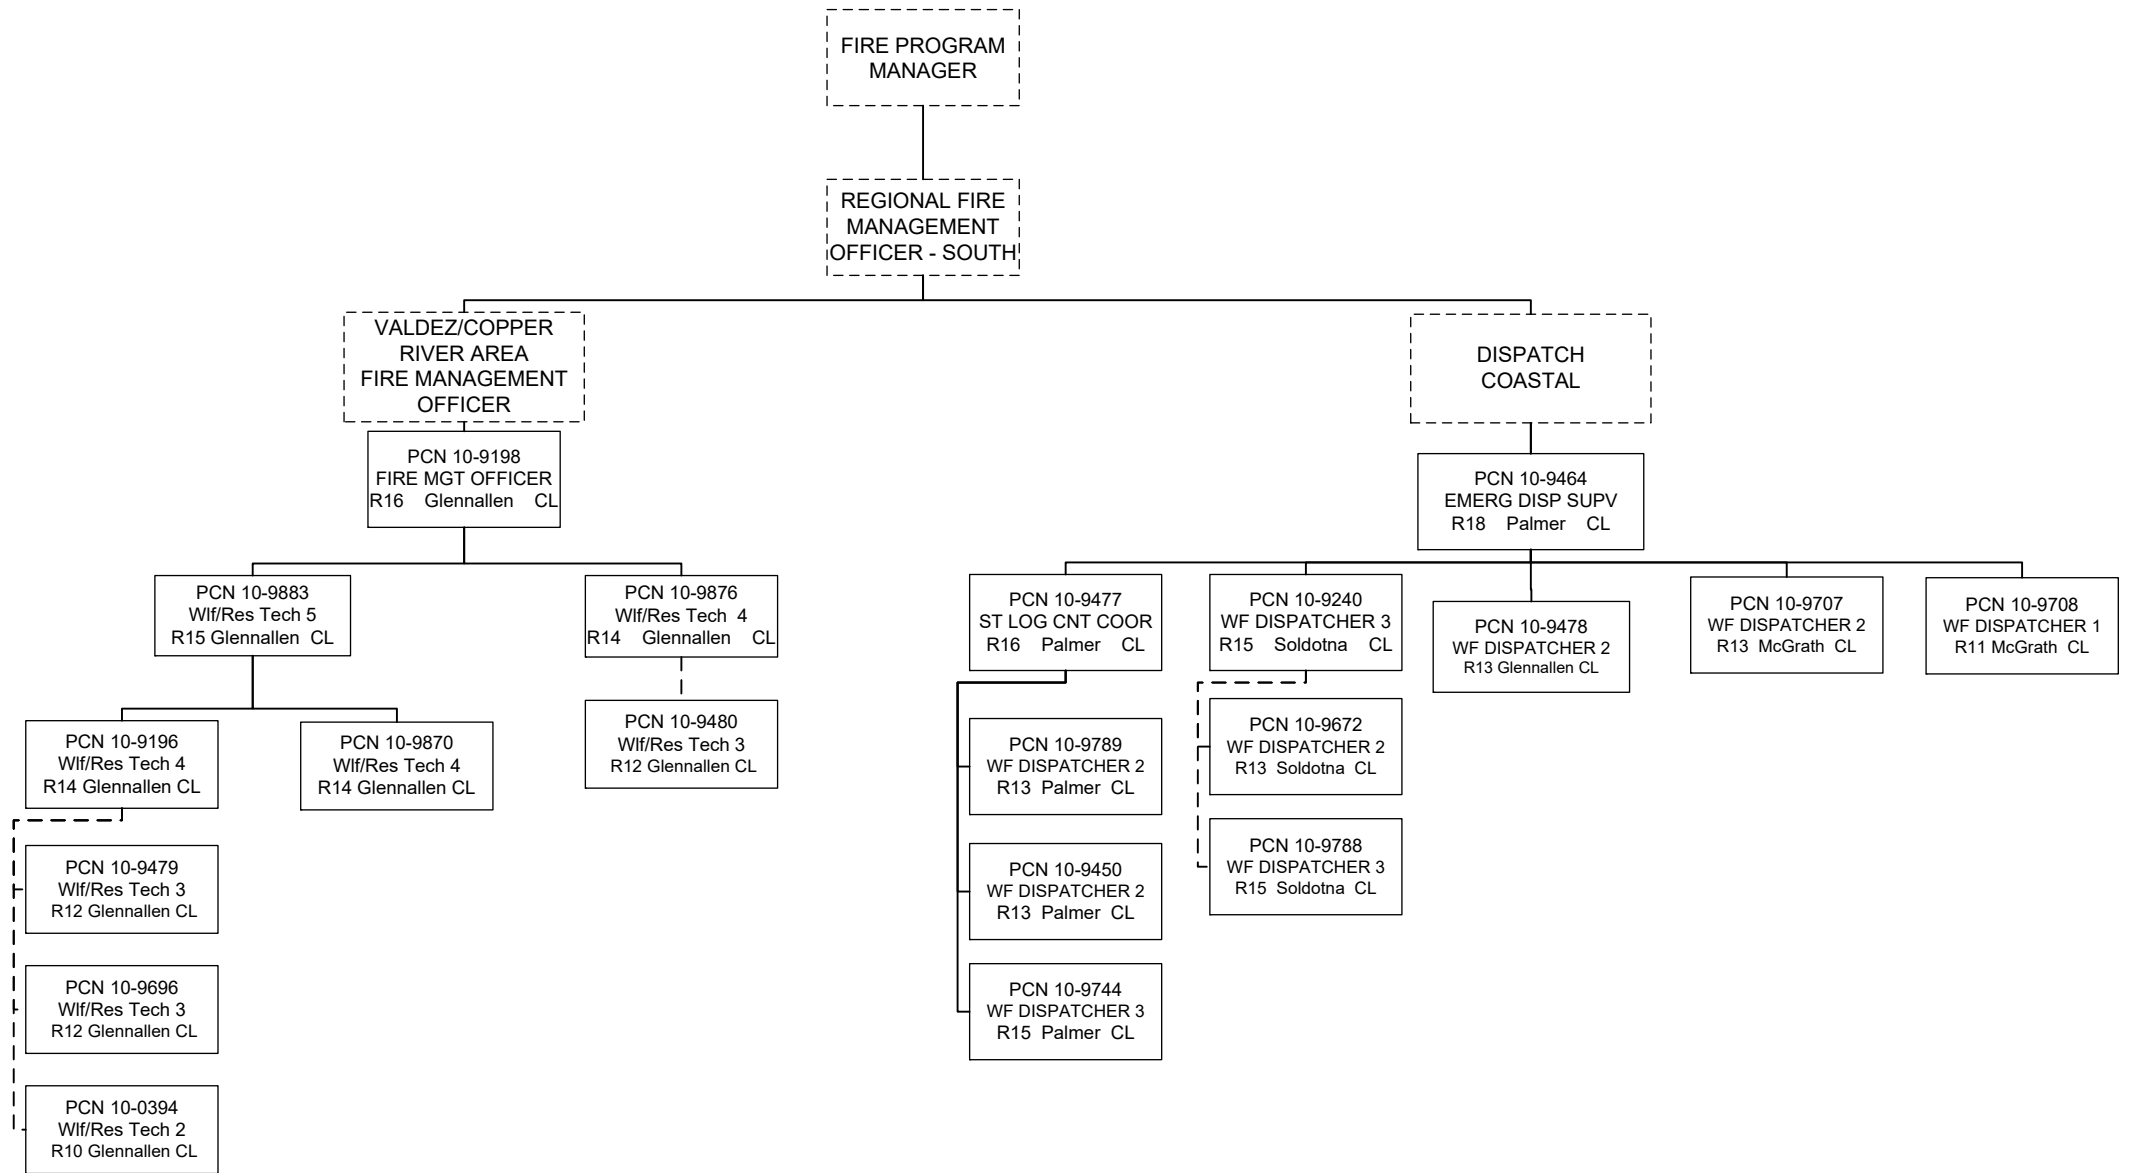 FIRE PROGRAM
MANAGER
REGIONAL FIRE
MANAGEMENT
OFFICER - SOUTH
VALDEZ/COPPER
RIVER AREA
FIRE MANAGEMENT
OFFICER
DISPATCH
COASTAL
PCN 10-9198
FIRE MGT OFFICER
R16 Glennallen CL
PCN 10-9464
EMERG DISP SUPV
R18 Palmer CL
PCN 10-9883
Wlf/Res Tech 5
R15 Glennallen CL
PCN 10-9876
Wlf/Res Tech 4
R14 Glennallen CL
PCN 10-9477
ST LOG CNT COOR
R16 Palmer CL
PCN 10-9240
WF DISPATCHER 3
R15 Soldotna CL
PCN 10-9478
WF DISPATCHER 2
R13 Glennallen CL
PCN 10-9707
WF DISPATCHER 2
R13 McGrath CL
PCN 10-9708
WF DISPATCHER 1
R11 McGrath CL
PCN 10-9196
Wlf/Res Tech 4
R14 Glennallen CL
PCN 10-9870
Wlf/Res Tech 4
R14 Glennallen CL
PCN 10-9480
Wlf/Res Tech 3
R12 Glennallen CL
PCN 10-9789
WF DISPATCHER 2
R13 Palmer CL
PCN 10-9672
WF DISPATCHER 2
R13 Soldotna CL
PCN 10-9479
Wlf/Res Tech 3
R12 Glennallen CL
PCN 10-9450
WF DISPATCHER 2
R13 Palmer CL
PCN 10-9788
WF DISPATCHER 3
R15 Soldotna CL
PCN 10-9696
Wlf/Res Tech 3
R12 Glennallen CL
PCN 10-9744
WF DISPATCHER 3
R15 Palmer CL
PCN 10-0394
Wlf/Res Tech 2
R10 Glennallen CL